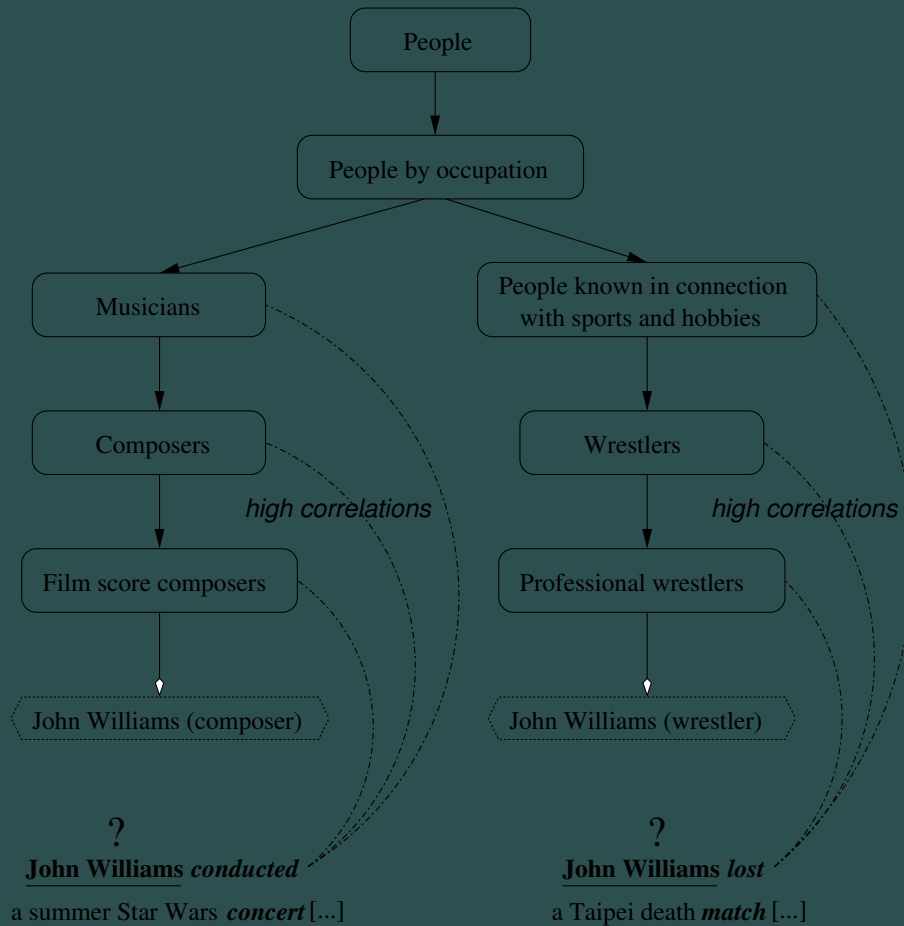 People
People by occupation
Musicians
People known in connection
with sports and hobbies
Composers
Wrestlers
high correlations
high correlations
Film score composers
Professional wrestlers
John Williams (composer)
John Williams (wrestler)
?
John Williams conducted
a summer Star Wars concert [...]
?
John Williams lost
a Taipei death match [...]